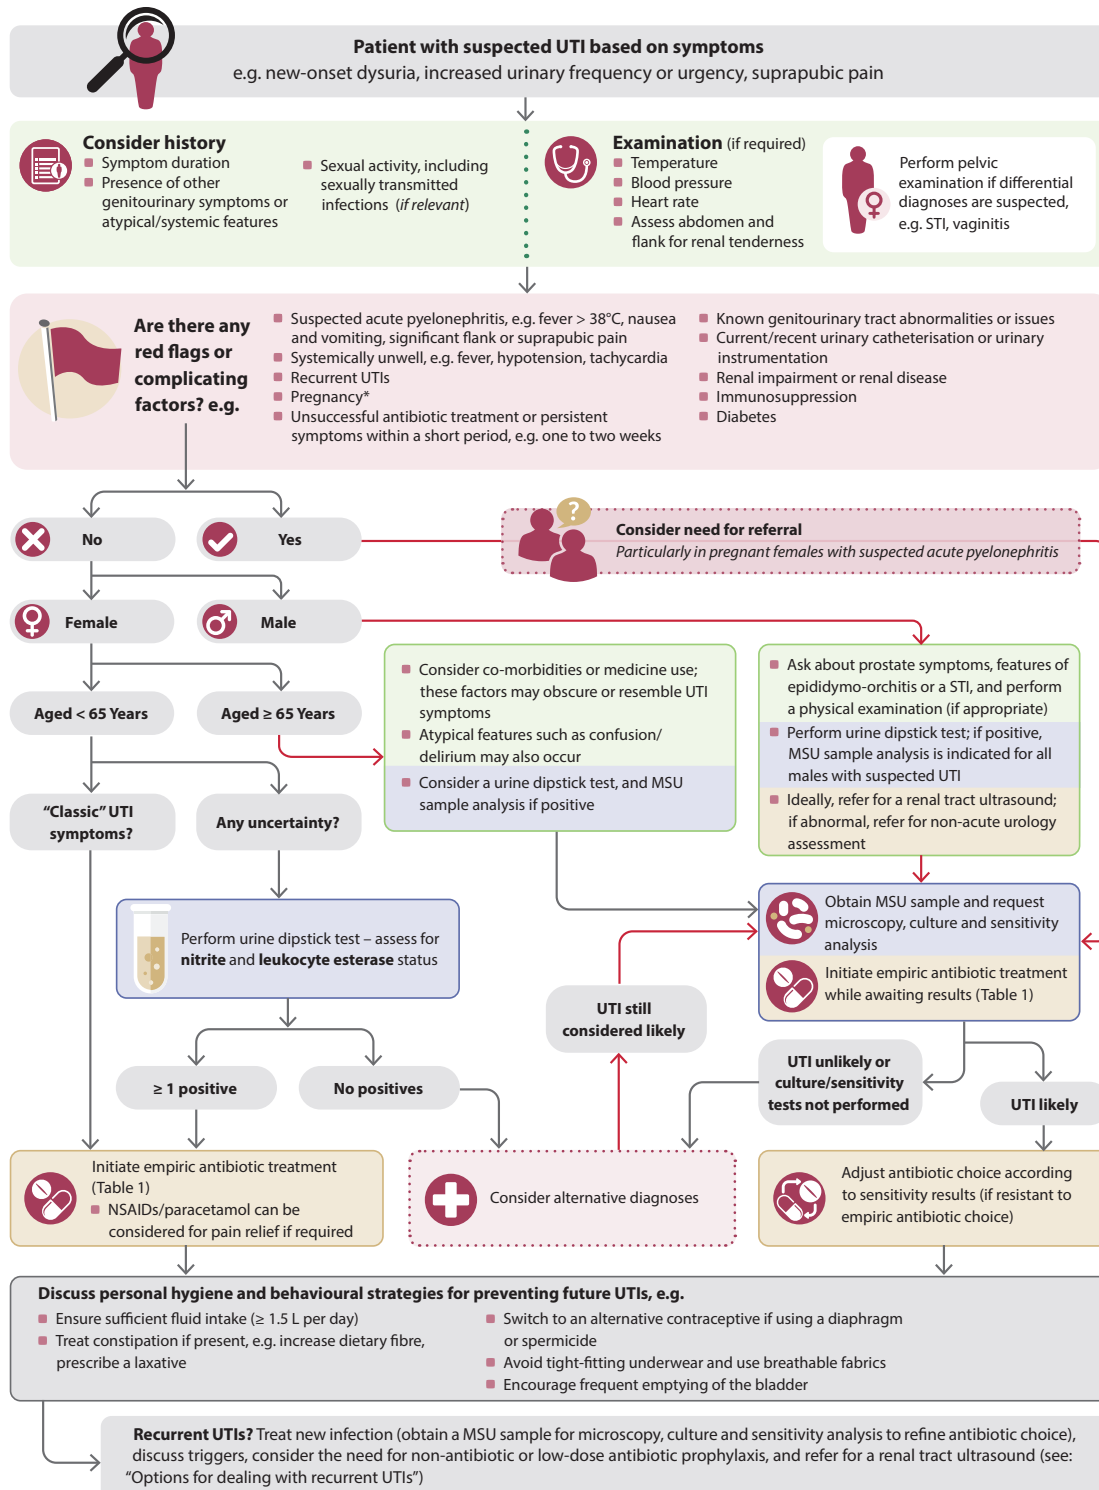 Patient with suspected UTI based on symptoms
e.g. new-onset dysuria, increased urinary frequency or urgency, suprapubic pain
Consider history
Symptom duration
Presence of other
genitourinary symptoms or
atypical/systemic features
Sexual activity, including
sexually transmitted
infections (if relevant)
Examination (if required)
Temperature
Blood pressure
Heart rate
Assess abdomen and
flank for renal tenderness
Perform pelvic
examination if differential
diagnoses are suspected,
e.g. STI, vaginitis
Are there any
red flags or
complicating
factors? e.g.
Suspected acute pyelonephritis, e.g. fever > 38°C, nausea
and vomiting, significant flank or suprapubic pain
Systemically unwell, e.g. fever, hypotension, tachycardia
Recurrent UTIs
Pregnancy*
Unsuccessful antibiotic treatment or persistent
symptoms within a short period, e.g. one to two weeks
Known genitourinary tract abnormalities or issues
Current/recent urinary catheterisation or urinary
instrumentation
Renal impairment or renal disease
Immunosuppression
Diabetes
No
Yes
?
Consider need for referral
Particularly in pregnant females with suspected acute pyelonephritis
Female
Male
Aged < 65 Years
Aged ≥ 65 Years
Consider co-morbidities or medicine use;
these factors may obscure or resemble UTI
symptoms
Atypical features such as confusion/
delirium may also occur
Consider a urine dipstick test, and MSU
sample analysis if positive
Ask about prostate symptoms, features of
epididymo-orchitis or a STI, and perform
a physical examination (if appropriate)
Perform urine dipstick test; if positive,
MSU sample analysis is indicated for all
males with suspected UTI
Ideally, refer for a renal tract ultrasound;
if abnormal, refer for non-acute urology
assessment
“Classic” UTI
symptoms?
Any uncertainty?
Perform urine dipstick test – assess for
nitrite and leukocyte esterase status
Obtain MSU sample and request
microscopy, culture and sensitivity
analysis
Initiate empiric antibiotic treatment
while awaiting results (Table 1)
UTI still
considered likely
≥ 1 positive
No positives
UTI unlikely or
culture/sensitivity
tests not performed
UTI likely
Initiate empiric antibiotic treatment
(Table 1)
NSAIDs/paracetamol can be
considered for pain relief if required
Consider alternative diagnoses
Adjust antibiotic choice according
to sensitivity results (if resistant to
empiric antibiotic choice)
Discuss personal hygiene and behavioural strategies for preventing future UTIs, e.g.
Ensure sufficient fluid intake (≥ 1.5 L per day)
Treat constipation if present, e.g. increase dietary fibre,
prescribe a laxative
Switch to an alternative contraceptive if using a diaphragm
or spermicide
Avoid tight-fitting underwear and use breathable fabrics
Encourage frequent emptying of the bladder
Recurrent UTIs? Treat new infection (obtain a MSU sample for microscopy, culture and sensitivity analysis to refine antibiotic choice),
discuss triggers, consider the need for non-antibiotic or low-dose antibiotic prophylaxis, and refer for a renal tract ultrasound (see:
“Options for dealing with recurrent UTIs”)